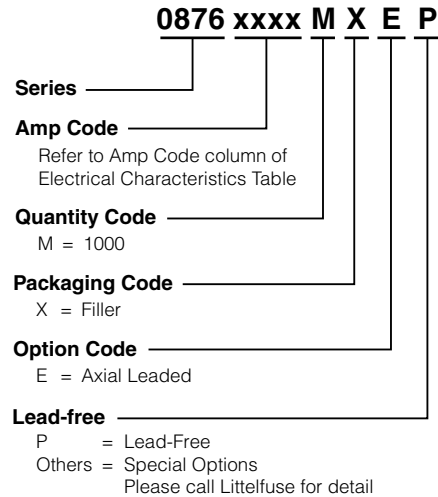 0876 xxxx M X E P
Series
Amp Code
Refer to Amp Code column of
Electrical Characteristics Table
Quantity Code
M = 1000
Packaging Code
X = Filler
Option Code
E = Axial Leaded
Lead-free
P = Lead-Free
Others = Special Options
Please call Littelfuse for detail